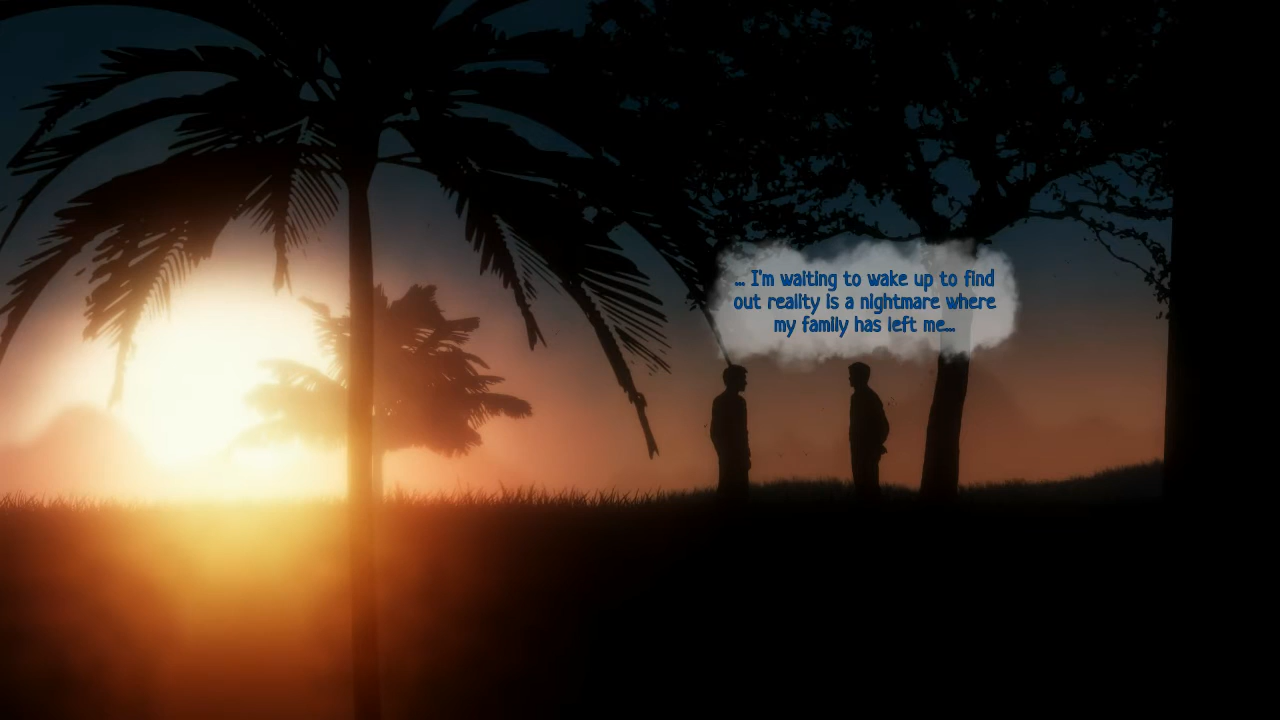 ... I'm waiting to wake up to find
out reality is a nightmare where
my family has left me...